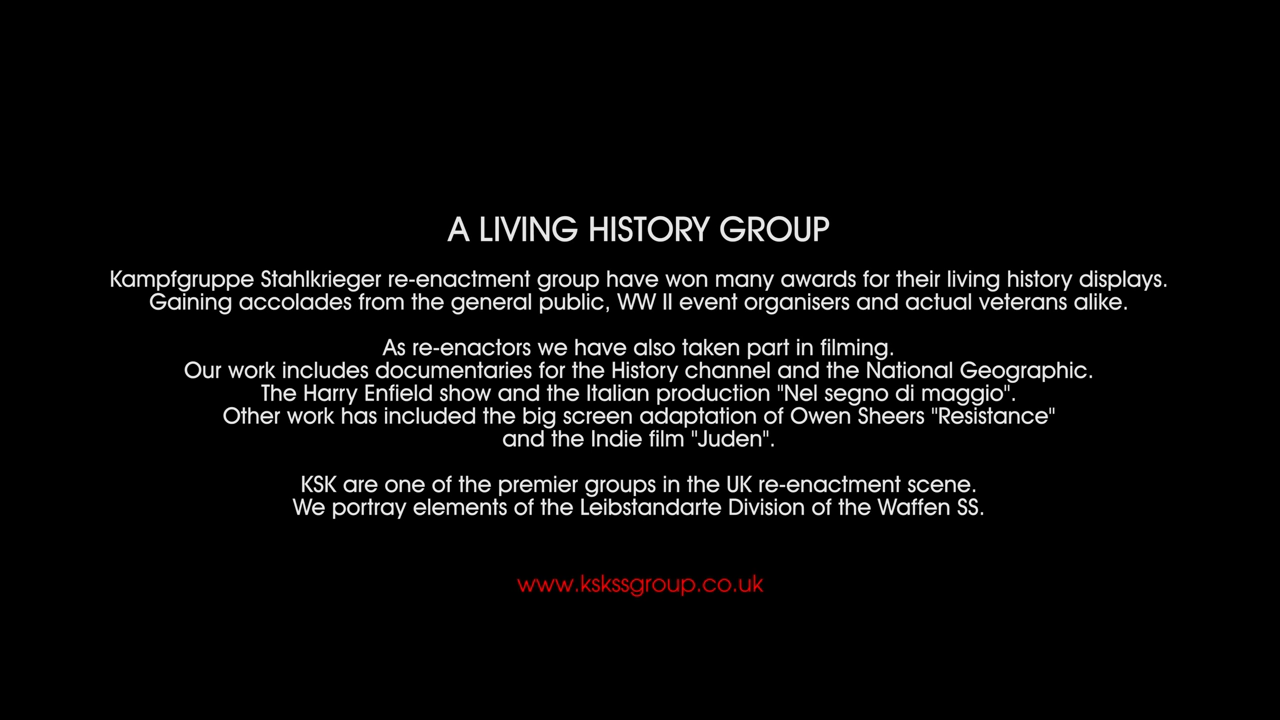 A LIVING HISTORY GROUP
Kampfgruppe Stahlkrieger re-enactment group have won many awards for their living history displays.
Gaining accolades from the general public, WW II event organisers and actual veterans alike.
As re-enactors we have also taken part in filming.
Our work includes documentaries for the History channel and the National Geographic.
The Harry Enfield show and the Italian production "Nel segno di maggio".
Other work has included the big screen adaptation of Owen Sheers "Resistance"
and the Indie film "Juden".
KSK are one of the premier groups in the UK re-enactment scene.
We portray elements of the Leibstandarte Division of the Waffen SS.
www.kskssgroup.co.uk